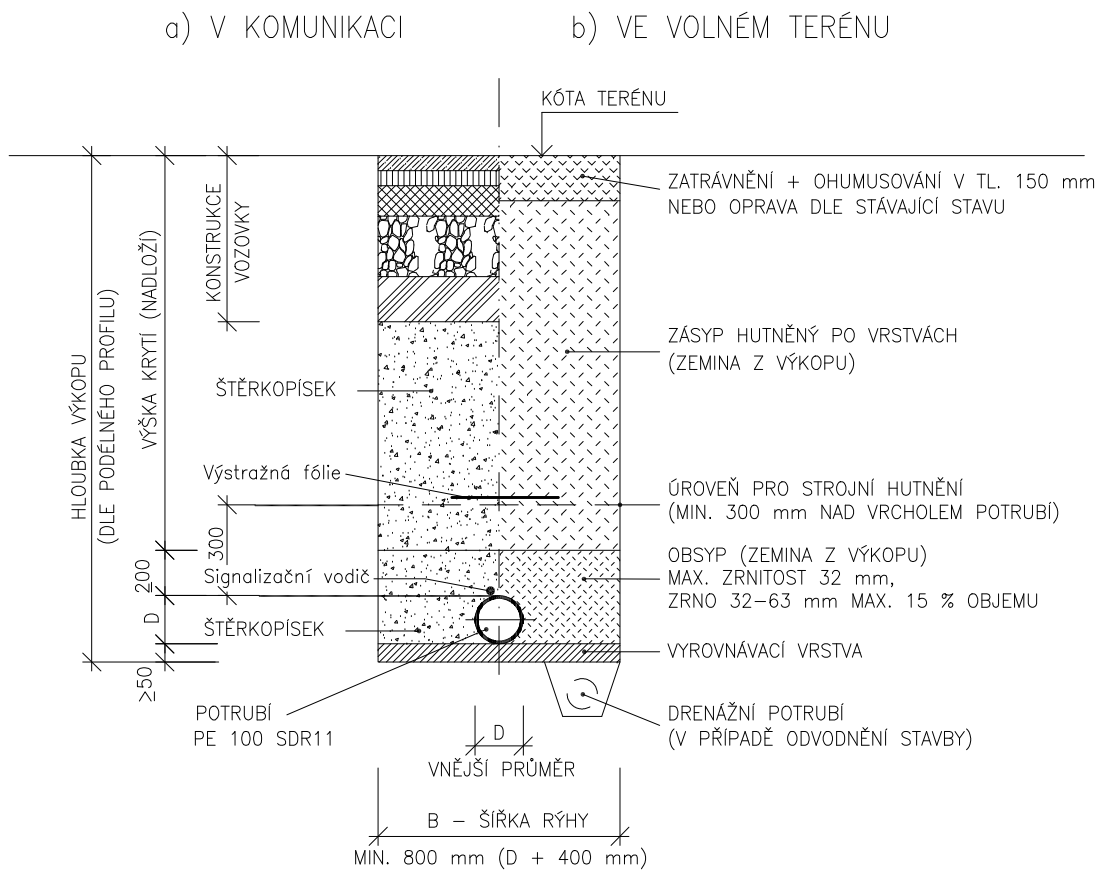 a) V KOMUNIKACI
b) VE VOLNÉM TERÉNU
KÓTA TERÉNU
ZATRÁVNĚNÍ + OHUMUSOVÁNÍ V TL. 150 mm
NEBO OPRAVA DLE STÁVAJÍCÍ STAVU
HLOUBKA VÝKOPU
(DLE PODÉLNÉHO PROFILU)
VÝŠKA KRYTÍ (NADLOŽÍ)
KONSTRUKCE
VOZOVKY
ZÁSYP HUTNĚNÝ PO VRSTVÁCH
(ZEMINA Z VÝKOPU)
ŠTĚRKOPÍSEK
Výstražná fólie
ÚROVEŇ PRO STROJNÍ HUTNĚNÍ
(MIN. 300 mm NAD VRCHOLEM POTRUBÍ)
300
OBSYP (ZEMINA Z VÝKOPU)
MAX. ZRNITOST 32 mm,
ZRNO 32-63 mm MAX. 15 % OBJEMU
200
Signalizační vodič
D
ŠTĚRKOPÍSEK
VYROVNÁVACÍ VRSTVA
≥50
POTRUBÍ
PE 100 SDR11
DRENÁŽNÍ POTRUBÍ
(V PŘÍPADĚ ODVODNĚNÍ STAVBY)
D
VNĚJŠÍ PRŮMĚR
B - ŠÍŘKA RÝHY
MIN. 800 mm (D + 400 mm)